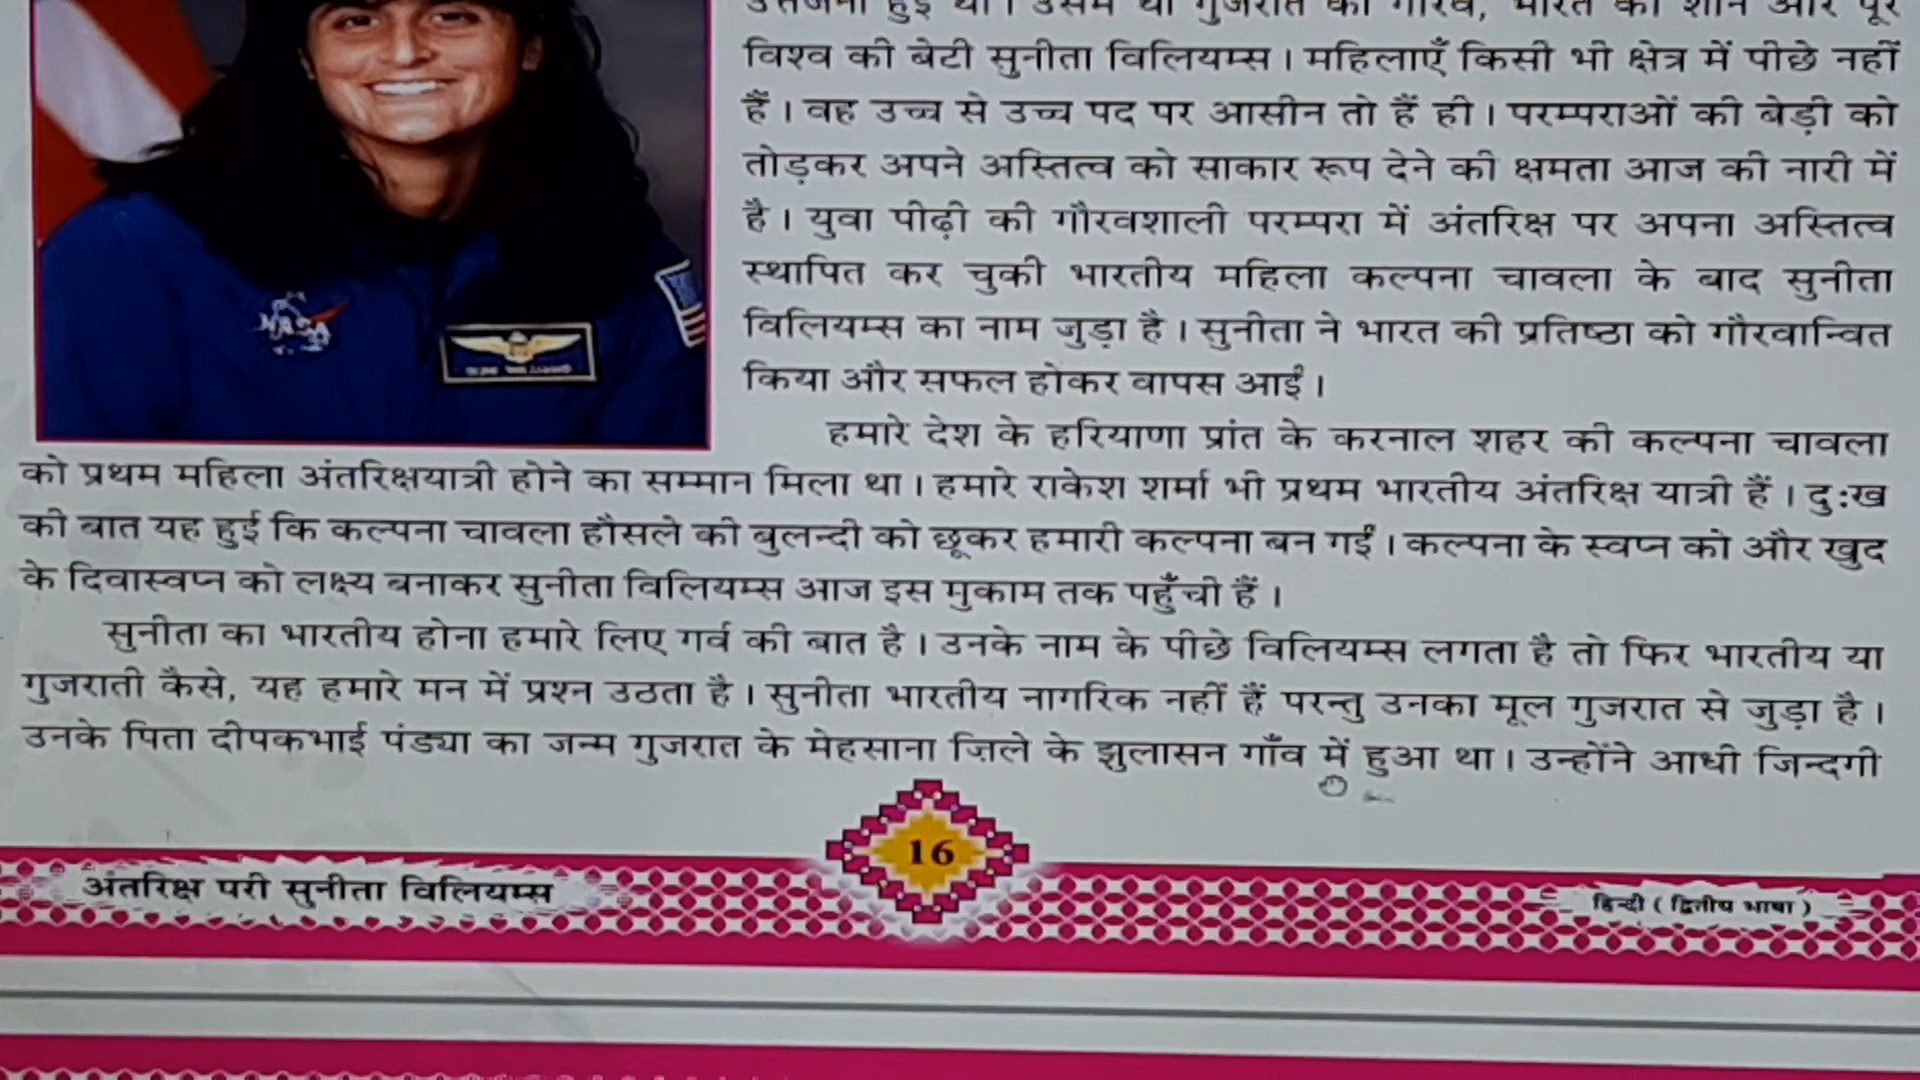 विश्व की बेटी सुनीता विलियम्स । महिलाएँ किसी भी क्षेत्र में पीछे नहीं
हैं । वह उच्च से उच्च पद पर आसीन तो हैं ही । परम्पराओं की बेड़ी को
तोड़कर अपने अस्तित्व को साकार रूप देने की क्षमता आज की नारी में
है । युवा पीढ़ी की गौरवशाली परम्परा में अंतरिक्ष पर अपना अस्तित्व
स्थापित कर चुकी भारतीय महिला कल्पना चावला के बाद सुनीता
विलियम्स का नाम जुड़ा है । सुनीता ने भारत की प्रतिष्ठा को गौरवान्वित
किया और सफल होकर वापस आईं ।
NASA
हमारे देश के हरियाणा प्रांत के करनाल शहर की कल्पना चावला
को प्रथम महिला अंतरिक्षयात्री होने का सम्मान मिला था । हमारे राकेश शर्मा भी प्रथम भारतीय अंतरिक्ष यात्री हैं । दुःख
की बात यह हुई कि कल्पना चावला हौसले की बुलन्दी को छूकर हमारी कल्पना बन गईं । कल्पना के स्वप्न को और खुद
के दिवास्वप्न को लक्ष्य बनाकर सुनीता विलियम्स आज इस मुकाम तक पहुँची हैं ।
सुनीता का भारतीय होना हमारे लिए गर्व की बात है । उनके नाम के पीछे विलियम्स लगता है तो फिर भारतीय या
गुजराती कैसे, यह हमारे मन में प्रश्न उठता है । सुनीता भारतीय नागरिक नहीं हैं परन्तु उनका मूल गुजरात से जुड़ा है ।
उनके पिता दीपकभाई पंड्या का जन्म गुजरात के मेहसाना ज़िले के झुलासन गाँव में हुआ था । उन्होंने आधी जिन्दगी
16
अंतरिक्ष परी सुनीता विलियम्स
हिन्दी ( द्वितीय भाषा )